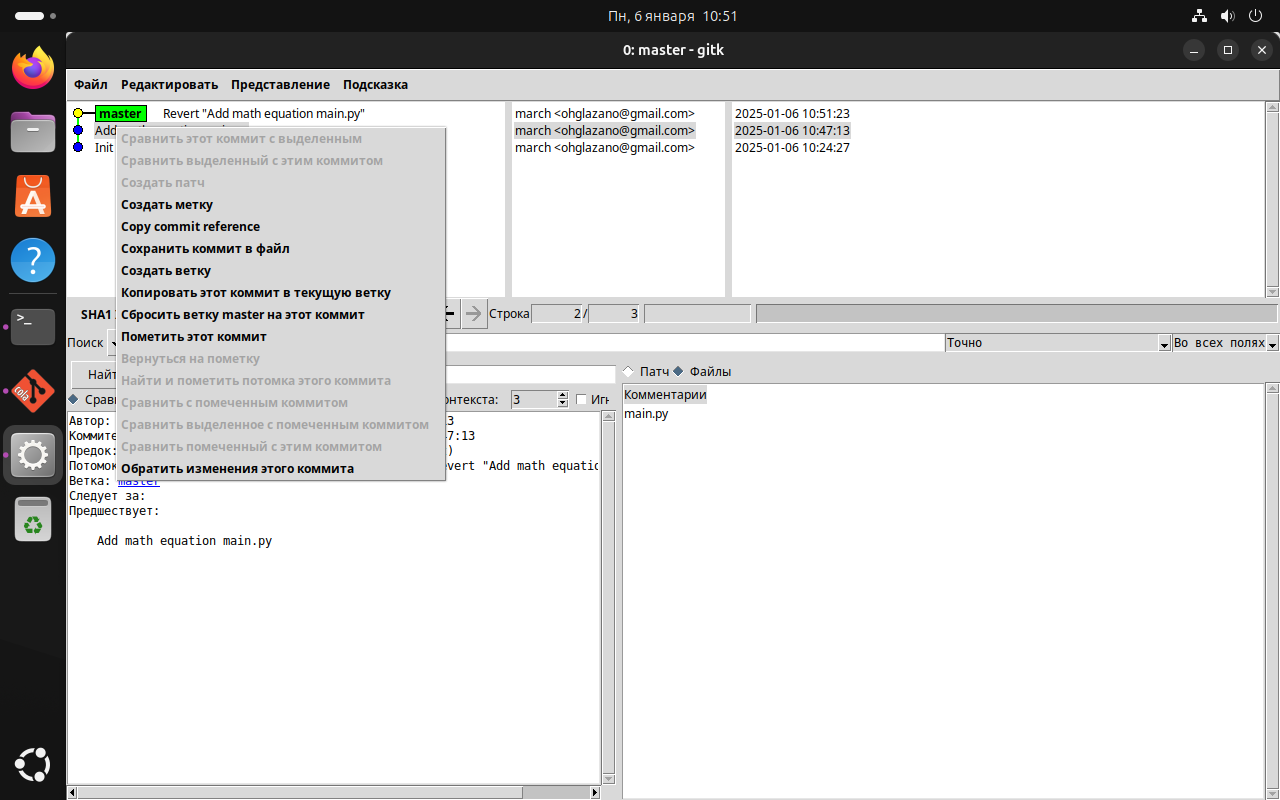 Пн, 6 января 10:51
0: master - gitk
Файл Редактировать Представление Подсказка
master Revert "Add math equation main.py" march <ohglazano@gmail.com> 2025-01-06 10:51:23
Add march <ohglazano@gmail.com> 2025-01-06 10:47:13
Init march <ohglazano@gmail.com> 2025-01-06 10:24:27
Сравнить этот коммит с выделенным
Сравнить выделенный с этим коммитом
Создать патч
Создать метку
Copy commit reference
Сохранить коммит в файл
Создать ветку
Копировать этот коммит в текущую ветку
Сбросить ветку master на этот коммит
Пометить этот коммит
Вернуться на пометку
Найти и пометить потомка этого коммита
Сравнить с помеченным коммитом
Сравнить выделенное с помеченным коммитом
Сравнить помеченный с этим коммитом
Обратить изменения этого коммита
SHA1 Строка 2 / 3
Поиск Точно Во всех полях
Найт Патч Файлы
Сравн онтекста: 3 Игн
Комментарии
main.py
Автор: 3
Коммите 7:13
Предок: )
Потомок evert "Add math equatio
Ветка: master
Следует за:
Предшествует:
Add math equation main.py
>_
cola
?